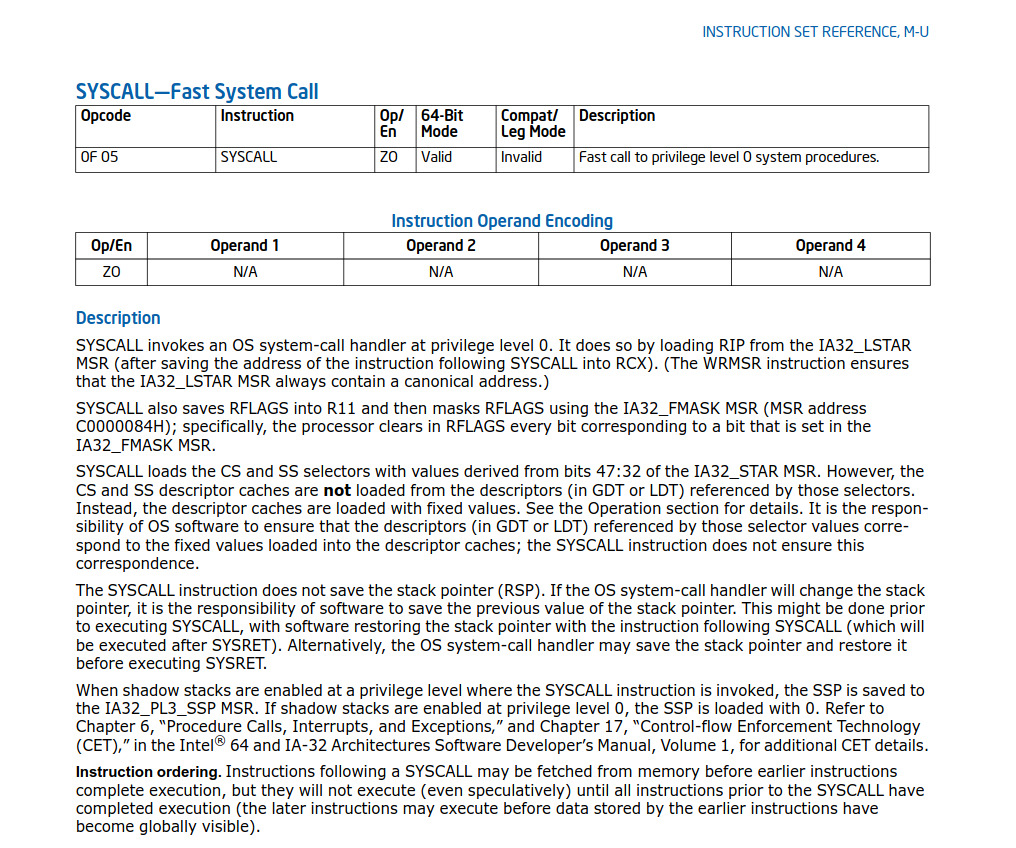 INSTRUCTION SET REFERENCE, M-U
SYSCALL—Fast System Call
Opcode Instruction Op/En 64-Bit Mode Compat/Leg Mode Description
0F 05 SYSCALL ZO Valid Invalid Fast call to privilege level 0 system procedures.
Instruction Operand Encoding
Op/En Operand 1 Operand 2 Operand 3 Operand 4
ZO N/A N/A N/A N/A
Description
SYSCALL invokes an OS system-call handler at privilege level 0. It does so by loading RIP from the IA32_LSTAR
MSR (after saving the address of the instruction following SYSCALL into RCX). (The WRMSR instruction ensures
that the IA32_LSTAR MSR always contain a canonical address.)
SYSCALL also saves RFLAGS into R11 and then masks RFLAGS using the IA32_FMASK MSR (MSR address
C0000084H); specifically, the processor clears in RFLAGS every bit corresponding to a bit that is set in the
IA32_FMASK MSR.
SYSCALL loads the CS and SS selectors with values derived from bits 47:32 of the IA32_STAR MSR. However, the
CS and SS descriptor caches are not loaded from the descriptors (in GDT or LDT) referenced by those selectors.
Instead, the descriptor caches are loaded with fixed values. See the Operation section for details. It is the respon-
sibility of OS software to ensure that the descriptors (in GDT or LDT) referenced by those selector values corre-
spond to the fixed values loaded into the descriptor caches; the SYSCALL instruction does not ensure this
correspondence.
The SYSCALL instruction does not save the stack pointer (RSP). If the OS system-call handler will change the stack
pointer, it is the responsibility of software to save the previous value of the stack pointer. This might be done prior
to executing SYSCALL, with software restoring the stack pointer with the instruction following SYSCALL (which will
be executed after SYSRET). Alternatively, the OS system-call handler may save the stack pointer and restore it
before executing SYSRET.
When shadow stacks are enabled at a privilege level where the SYSCALL instruction is invoked, the SSP is saved to
the IA32_PL3_SSP MSR. If shadow stacks are enabled at privilege level 0, the SSP is loaded with 0. Refer to
Chapter 6, “Procedure Calls, Interrupts, and Exceptions,” and Chapter 17, “Control-flow Enforcement Technology
(CET),” in the Intel® 64 and IA-32 Architectures Software Developer’s Manual, Volume 1, for additional CET details.
Instruction ordering. Instructions following a SYSCALL may be fetched from memory before earlier instructions
complete execution, but they will not execute (even speculatively) until all instructions prior to the SYSCALL have
completed execution (the later instructions may execute before data stored by the earlier instructions have
become globally visible).